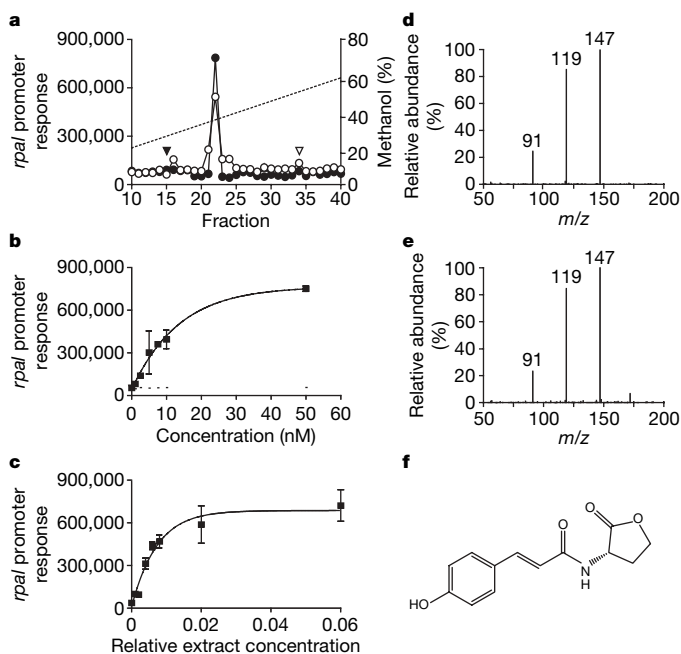 a
900,000
600,000
300,000
0
rpaI promoter
response
80
60
40
20
0
Methanol (%)
10 15 20 25 30 35 40
Fraction
b
900,000
600,000
300,000
0
rpaI promoter
response
0 10 20 30 40 50 60
Concentration (nM)
c
900,000
600,000
300,000
0
rpaI promoter
response
0 0.02 0.04 0.06
Relative extract concentration
d
100
80
60
40
20
0
Relative abundance
(%)
147
119
91
50 100 150 200
m/z
e
100
80
60
40
20
0
Relative abundance
(%)
147
119
91
50 100 150 200
m/z
f
O
O
O
N
H
HO